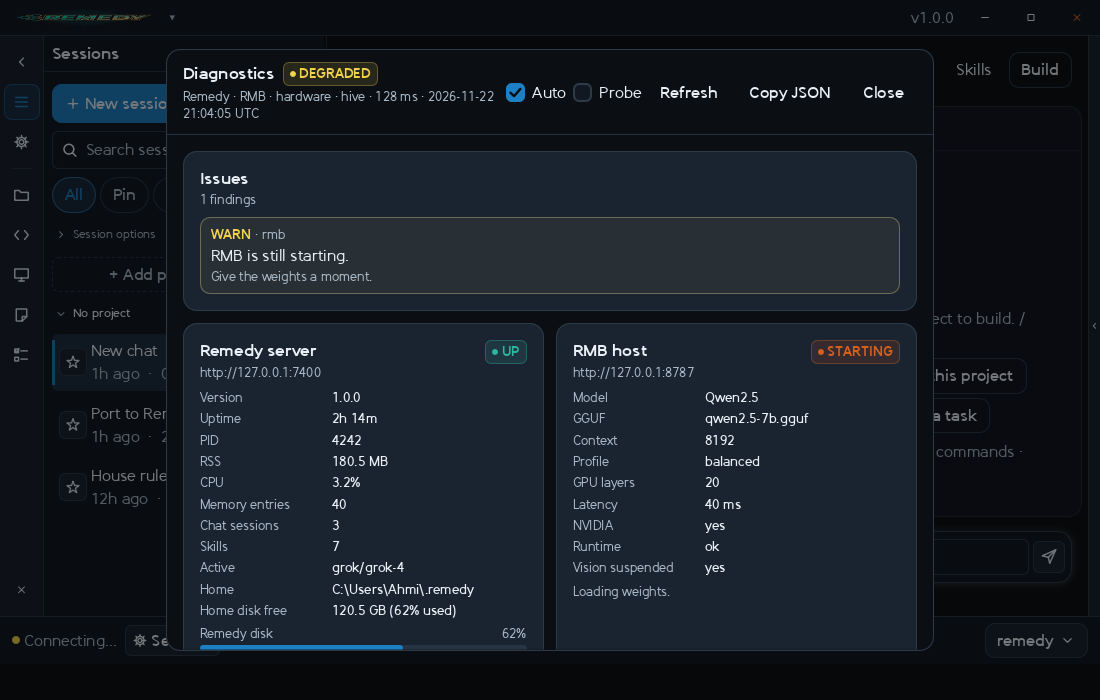 REMEDY
v1.0.0
Sessions
+ New sessio
Search sess
All
Pin
Session options
+ Add p
No project
New chat
1h ago ·
Port to Rem
1h ago · 2
House rule
12h ago ·
Connecting...
Skills
Build
ect to build. /
this project
a task
commands ·
remedy
Diagnostics
DEGRADED
Remedy · RMB · hardware · hive · 128 ms · 2026-11-22
21:04:05 UTC
Auto
Probe
Refresh
Copy JSON
Close
Issues
1 findings
WARN · rmb
RMB is still starting.
Give the weights a moment.
Remedy server
UP
http://127.0.0.1:7400
Version 1.0.0
Uptime 2h 14m
PID 4242
RSS 180.5 MB
CPU 3.2%
Memory entries 40
Chat sessions 3
Skills 7
Active grok/grok-4
Home C:\Users\Ahmi\.remedy
Home disk free 120.5 GB (62% used)
Remedy disk 62%
RMB host
STARTING
http://127.0.0.1:8787
Model Qwen2.5
GGUF qwen2.5-7b.gguf
Context 8192
Profile balanced
GPU layers 20
Latency 40 ms
NVIDIA yes
Runtime ok
Vision suspended yes
Loading weights.